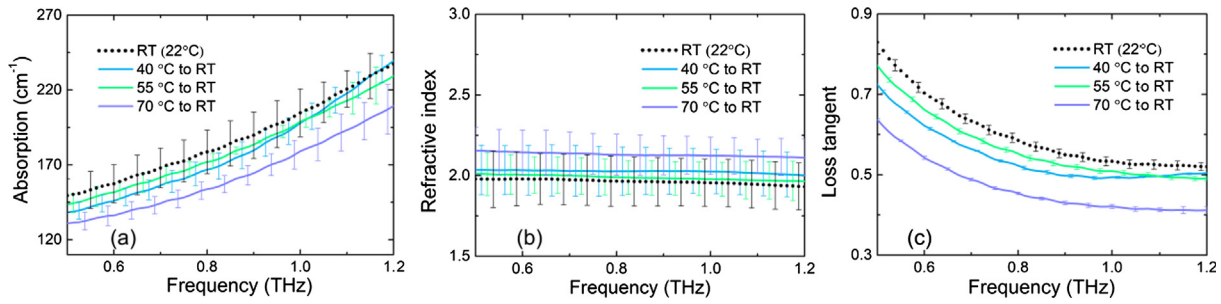 270
240
210
180
150
120
Absorption (cm⁻¹)
RT (22°C)
40 °C to RT
55 °C to RT
70 °C to RT
(a)
0.6 0.8 1.0 1.2
Frequency (THz)
3.0
2.5
2.0
1.5
Refractive index
RT (22°C)
40 °C to RT
55 °C to RT
70 °C to RT
(b)
0.6 0.8 1.0 1.2
Frequency (THz)
0.9
0.7
0.5
0.3
Loss tangent
RT (22°C)
40 °C to RT
55 °C to RT
70 °C to RT
(c)
0.6 0.8 1.0 1.2
Frequency (THz)